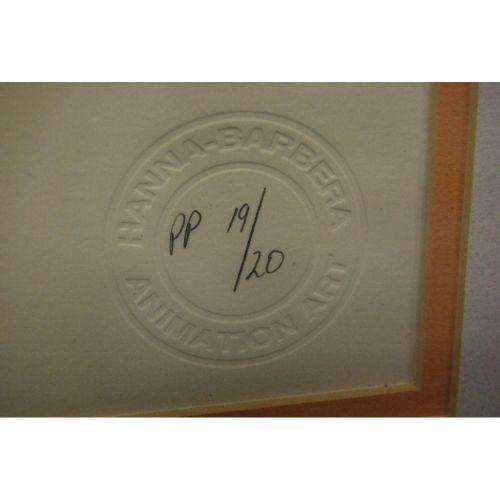 HANNA-BARBERA
PP 19/20
ANIMATION ART